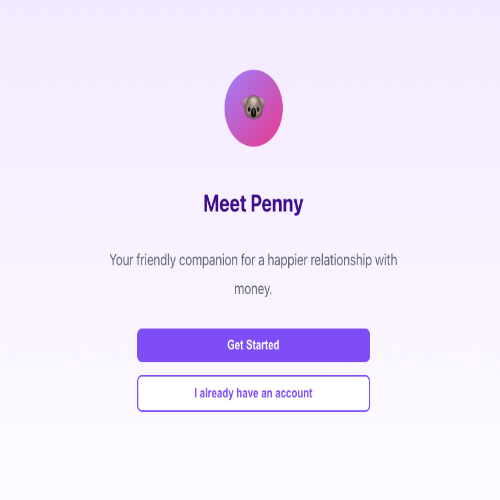 Meet Penny
Your friendly companion for a happier relationship with
money.
Get Started
I already have an account